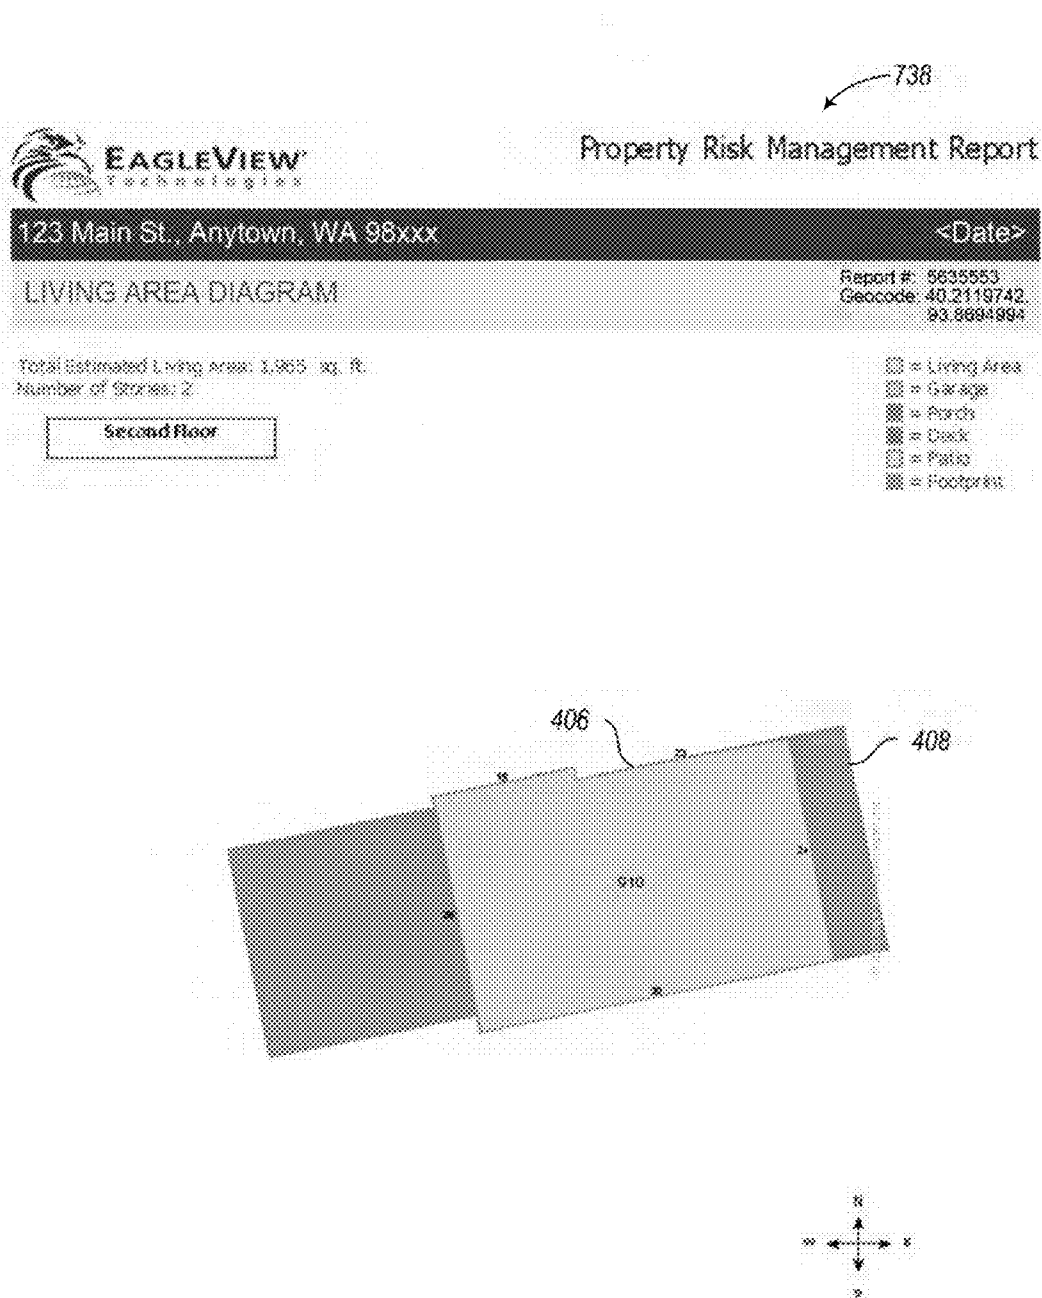 738
EAGLEVIEW
Technologies
Property Risk Management Report
123 Main St., Anytown, WA 98xxx
<Date>
LIVING AREA DIAGRAM
Report #: 5635553
Geocode: 40.2119742,
93.8694994
Total Estimated Living Area: 1,965 sq. ft.
Number of Stories: 2
Second Floor
= Living Area
= Garage
= Porch
= Deck
= Patio
= Footprint
406
408
910
N